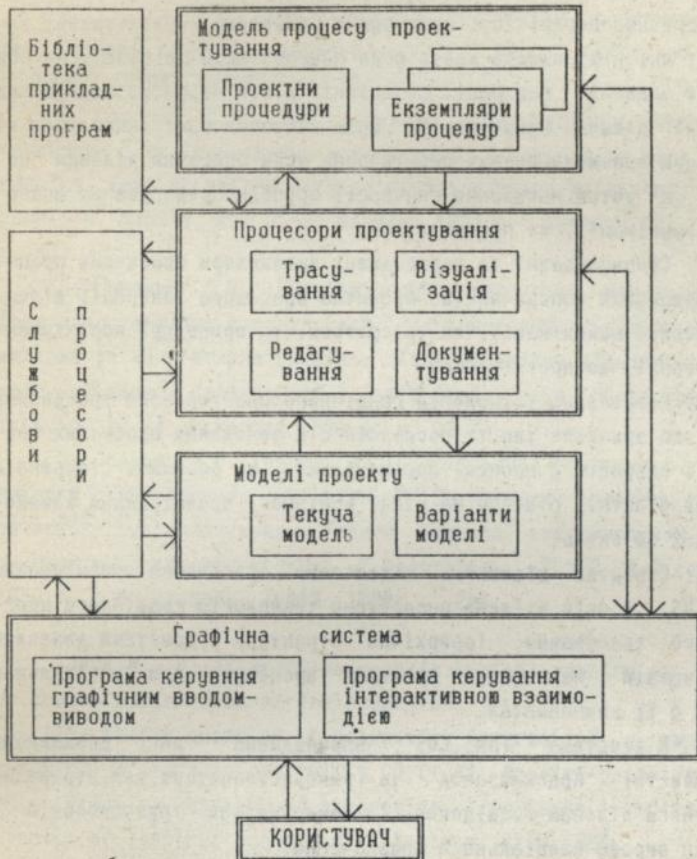 Бібліо-
тека
приклад-
них
програм
Модель процесу проек-
тування
Проектни
процедури
Екземпляри
процедур
Процесори проектування
Трасу-
вання
Візуалі-
зація
Редагу-
вання
Докумен-
тування
Службови
процесори
Моделі проекту
Текуча
модель
Варіанти
моделі
Графічна система
Програма керувння
графічним вводом-
виводом
Програма керування
інтерактивною взаємо-
дією
КОРИСТУВАЧ